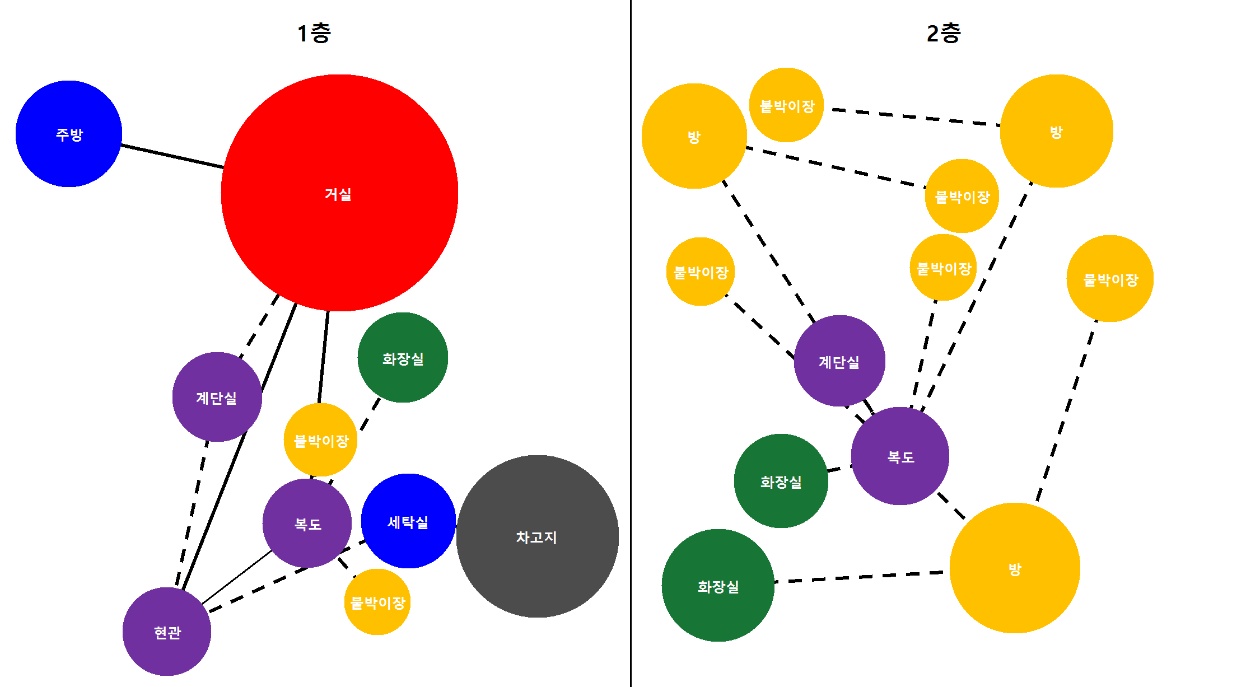 1층
주방
거실
계단실
화장실
붙박이장
복도
세탁실
차고지
붙박이장
현관
2층
방
붙박이장
방
붙박이장
붙박이장
붙박이장
붙박이장
계단실
복도
화장실
방
화장실